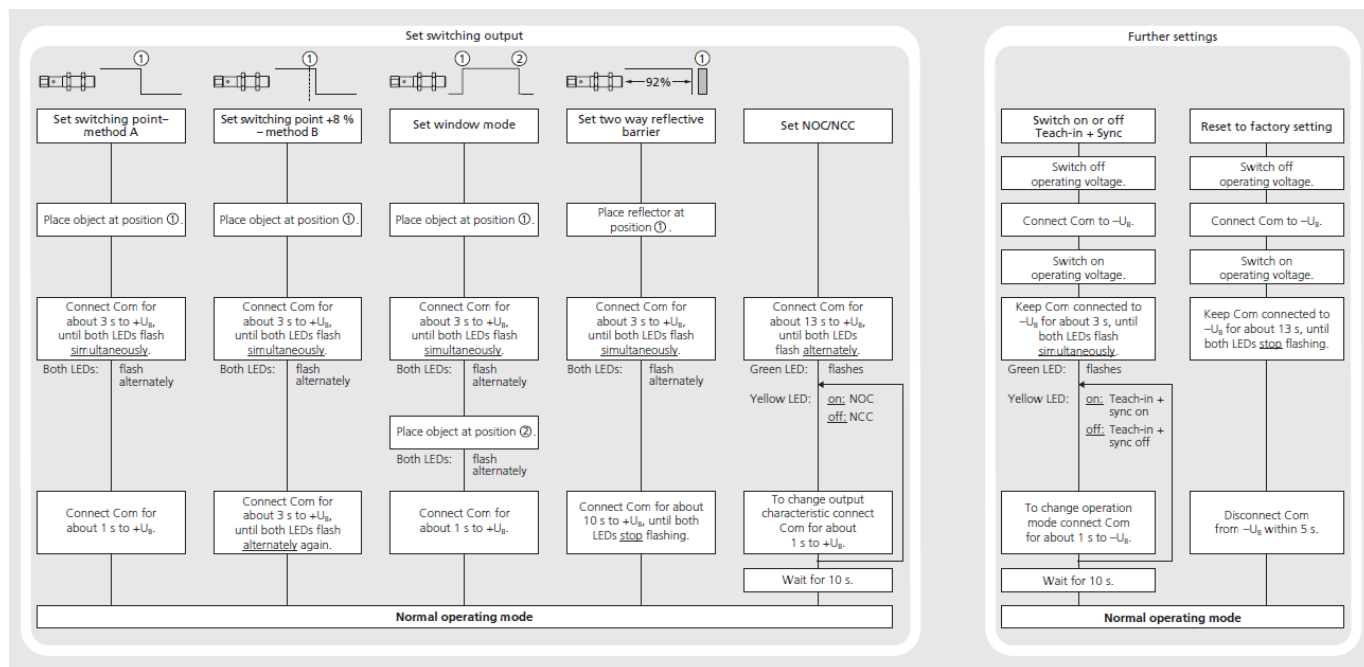 Set switching output
① ① ① ② ①
92%
Set switching point–
method A
Place object at position ①.
Connect Com for
about 3 s to +UB,
until both LEDs flash
simultaneously.
Both LEDs: flash
alternately
Connect Com for
about 1 s to +UB.
Set switching point +8 %
– method B
Place object at position ①.
Connect Com for
about 3 s to +UB,
until both LEDs flash
simultaneously.
Both LEDs: flash
alternately
Connect Com for
about 3 s to +UB,
until both LEDs flash
alternately again.
Set window mode
Place object at position ①.
Connect Com for
about 3 s to +UB,
until both LEDs flash
simultaneously.
Both LEDs: flash
alternately
Place object at position ②.
Both LEDs: flash
alternately
Connect Com for
about 1 s to +UB.
Set two way reflective
barrier
Place reflector at
position ① .
Connect Com for
about 3 s to +UB,
until both LEDs flash
simultaneously.
Both LEDs: flash
alternately
Connect Com for about
10 s to +UB, until both
LEDs stop flashing.
Set NOC/NCC
Connect Com for
about 13 s to +UB,
until both LEDs
flash alternately.
Green LED: flashes
Yellow LED: on: NOC
off: NCC
To change output
characteristic connect
Com for about
1 s to +UB.
Wait for 10 s.
Normal operating mode
Further settings
Switch on or off
Teach-in + Sync
Switch off
operating voltage.
Connect Com to –UB.
Switch on
operating voltage.
Keep Com connected to
–UB for about 3 s, until
both LEDs flash
simultaneously.
Green LED: flashes
Yellow LED: on: Teach-in +
sync on
off: Teach-in +
sync off
To change operation
mode connect Com
for about 1 s to –UB.
Wait for 10 s.
Reset to factory setting
Switch off
operating voltage.
Connect Com to –UB.
Switch on
operating voltage.
Keep Com connected to
–UB for about 13 s, until
both LEDs stop flashing.
Disconnect Com
from –UB within 5 s.
Normal operating mode